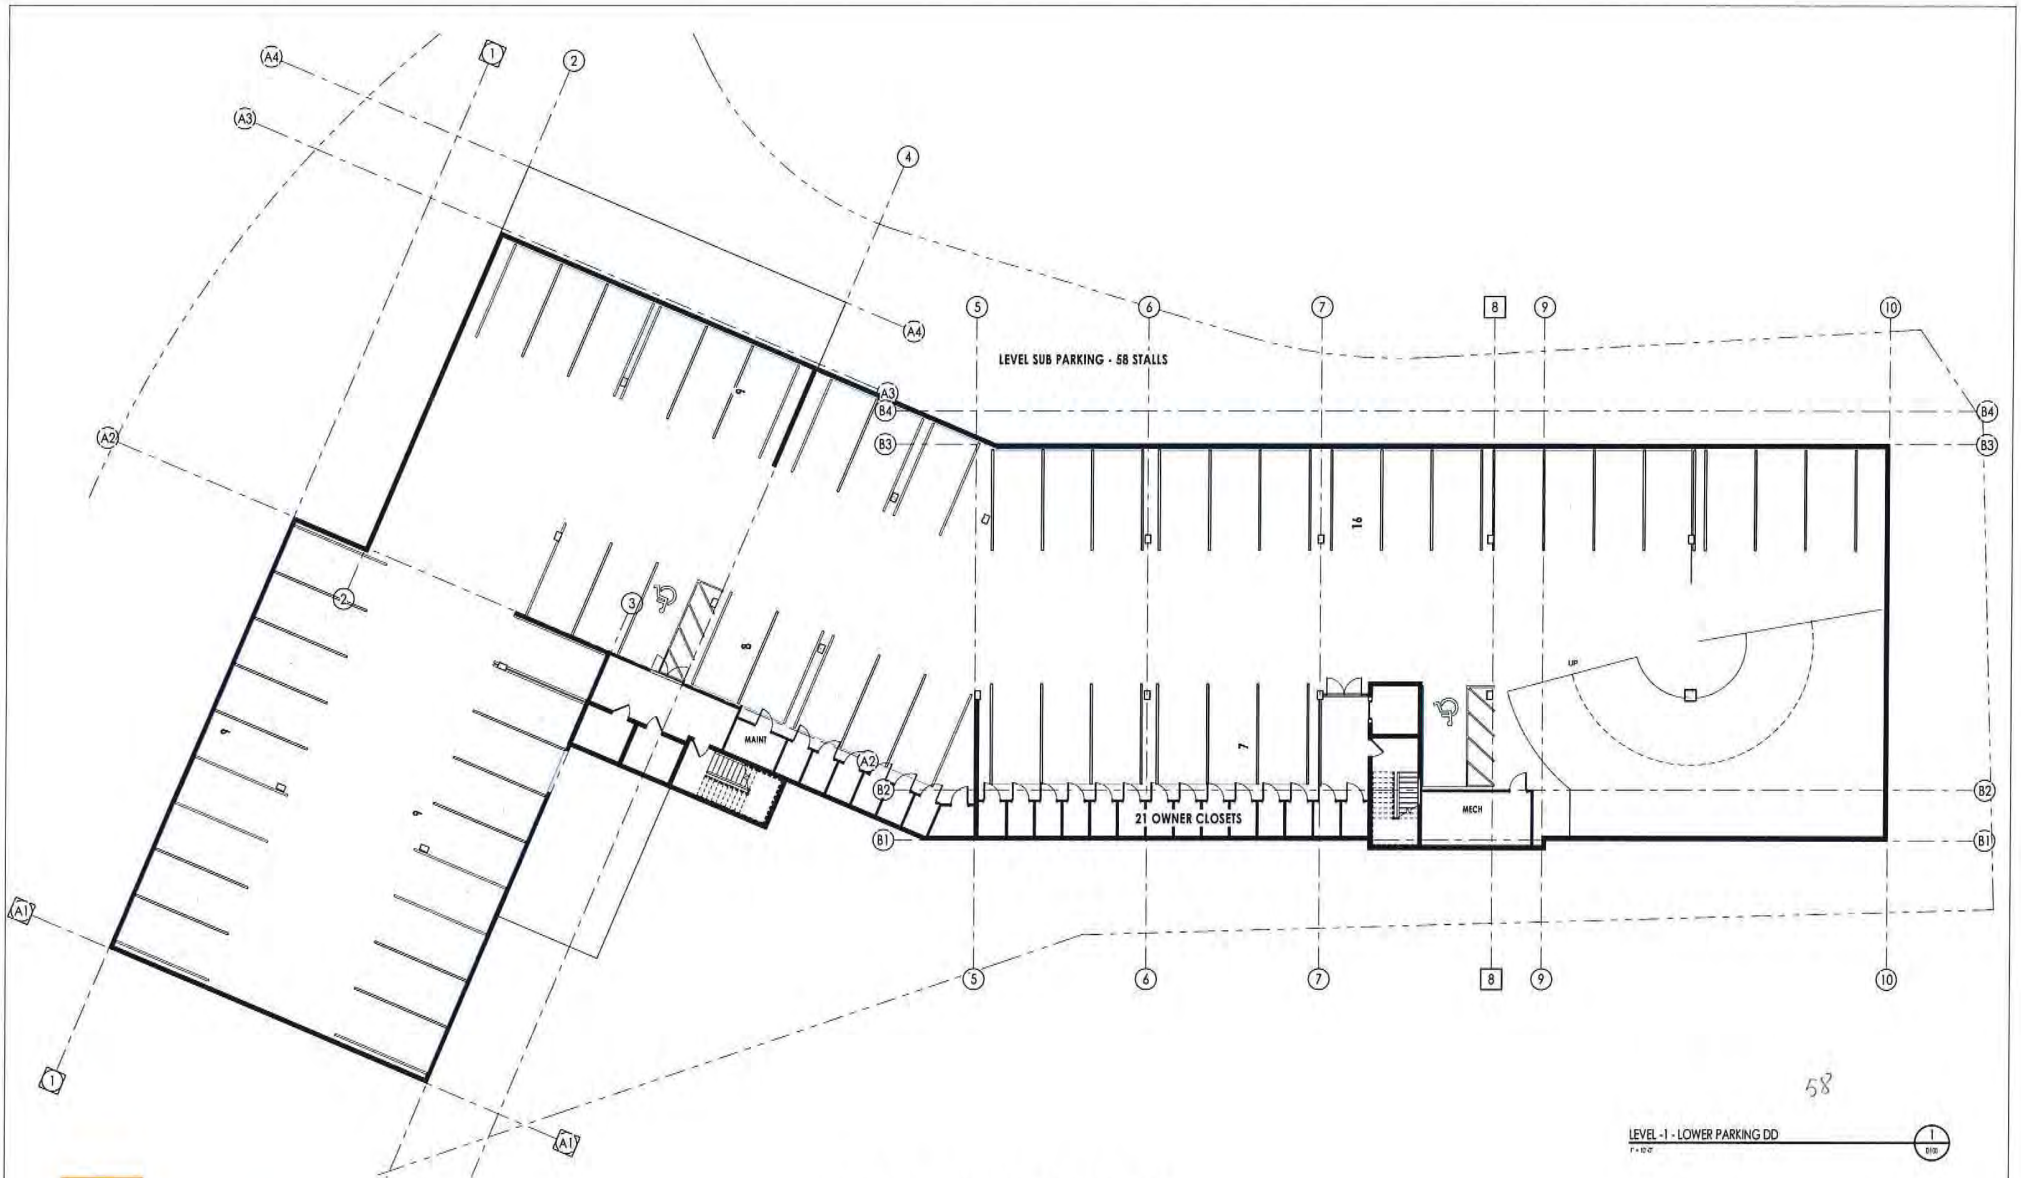 1
2
A4
A3
4
5
6
7
8
9
10
A4
LEVEL SUB PARKING - 58 STALLS
A3
9
B4
B4
A2
B3
B3
16
2
3
8
UP
9
MAINT
7
A2
B2
B2
MECH
9
21 OWNER CLOSETS
B1
B1
A1
5
6
7
8
9
10
1
58
LEVEL -1 - LOWER PARKING DD
1
A1